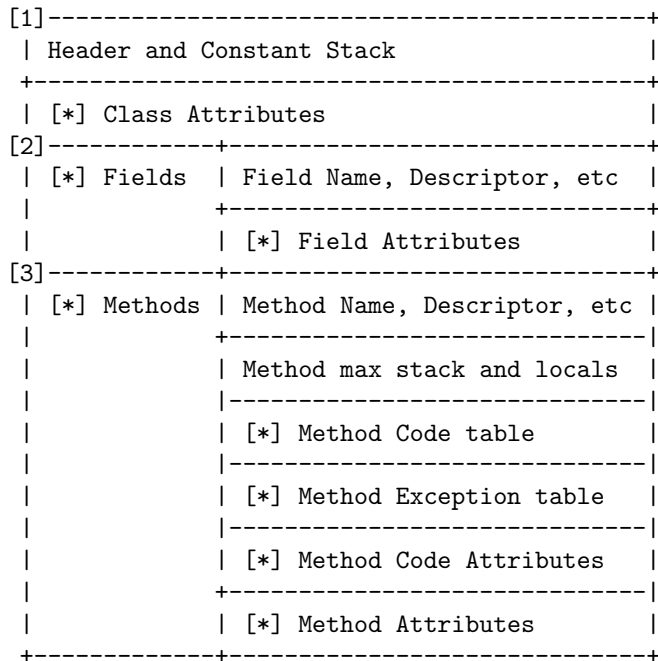 [1]-------------------------------------------+
| Header and Constant Stack |
+--------------------------------------------+
| [*] Class Attributes |
[2]------------+------------------------------+
| [*] Fields | Field Name, Descriptor, etc |
| +------------------------------+
| | [*] Field Attributes |
[3]------------+------------------------------+
| [*] Methods | Method Name, Descriptor, etc |
| +------------------------------|
| | Method max stack and locals |
| |------------------------------|
| | [*] Method Code table |
| |------------------------------|
| | [*] Method Exception table |
| |------------------------------|
| | [*] Method Code Attributes |
| +------------------------------|
| | [*] Method Attributes |
+-------------+------------------------------+